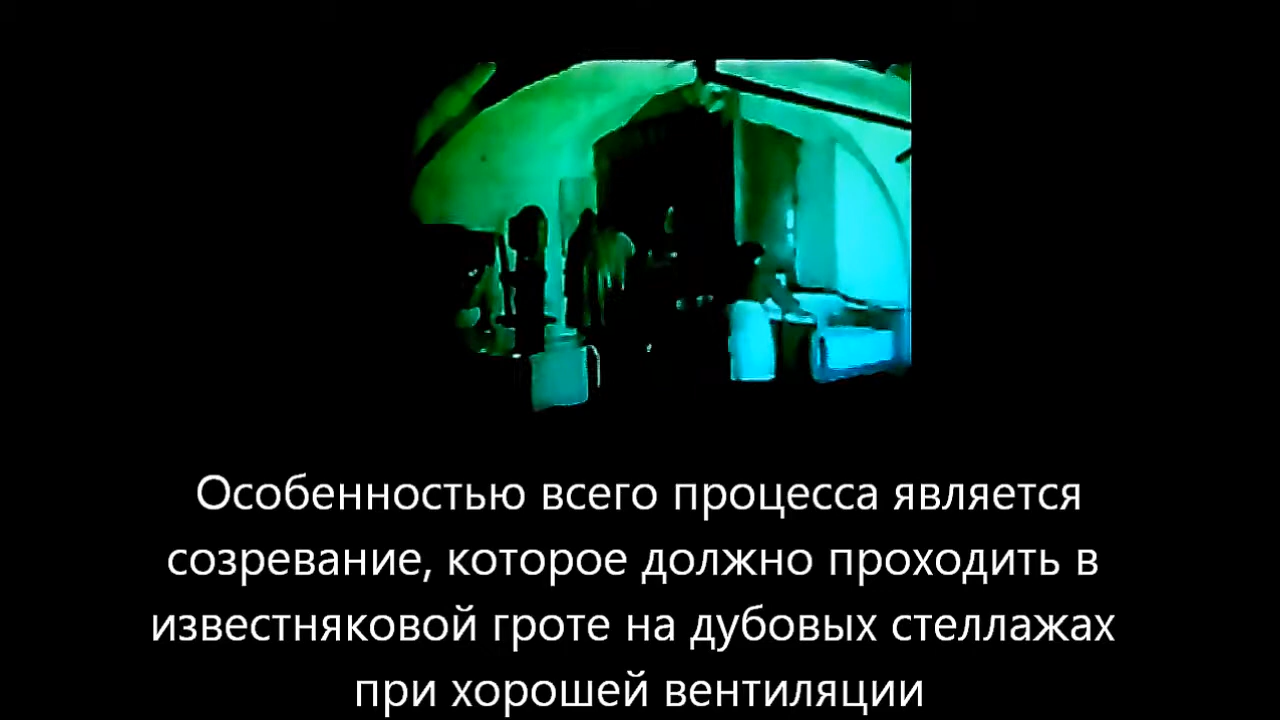 Особенностью всего процесса является
созревание, которое должно проходить в
известняковой гроте на дубовых стеллажах
при хорошей вентиляции